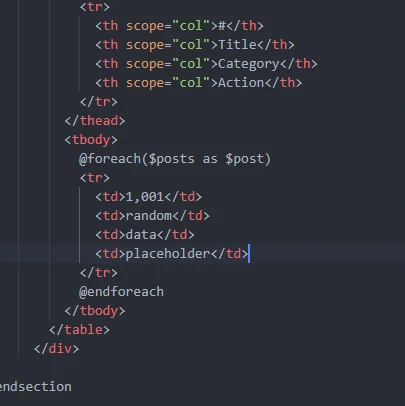 <tr>
<th scope="col">#</th>
<th scope="col">Title</th>
<th scope="col">Category</th>
<th scope="col">Action</th>
</tr>
</thead>
<tbody>
@foreach($posts as $post)
<tr>
<td>1,001</td>
<td>random</td>
<td>data</td>
<td>placeholder</td>
</tr>
@endforeach
</tbody>
</table>
</div>
endsection